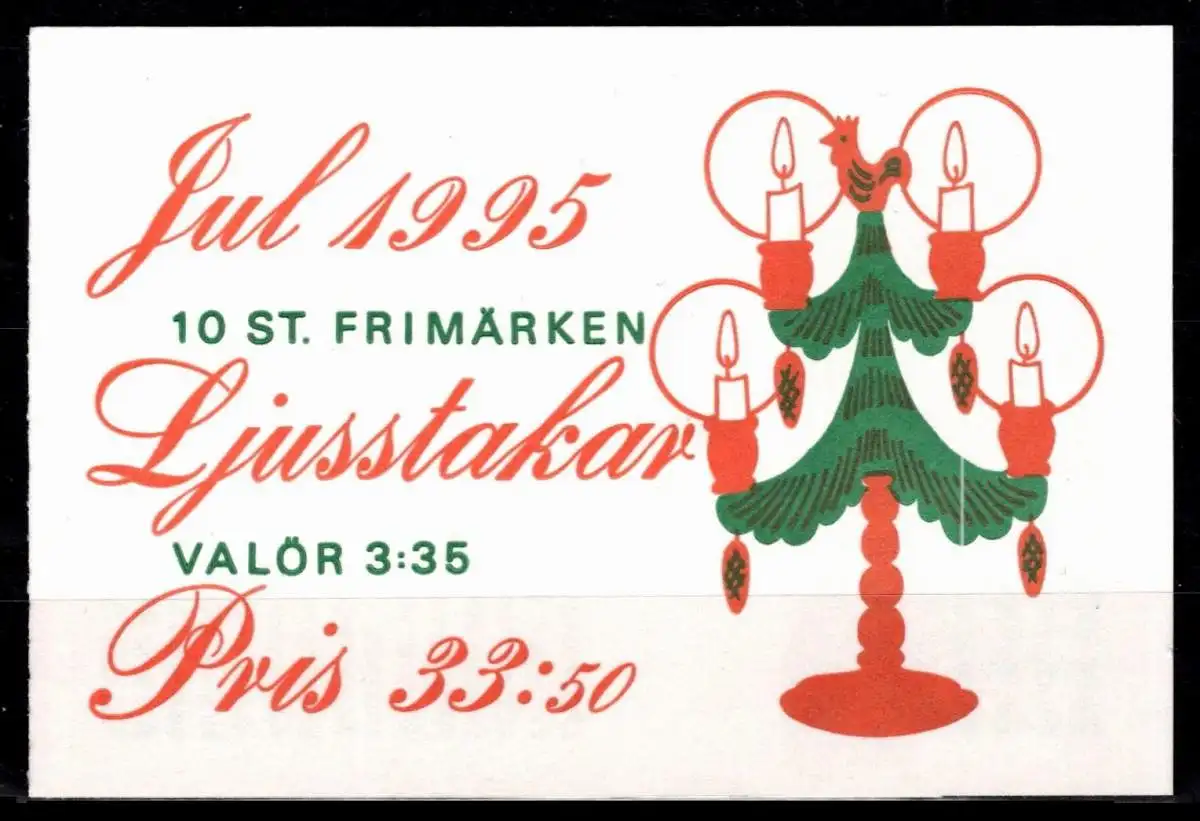 Jul 1995
10 ST. FRIMÄRKEN
Ljusstakar
VALÖR 3:35
Pris 33:50